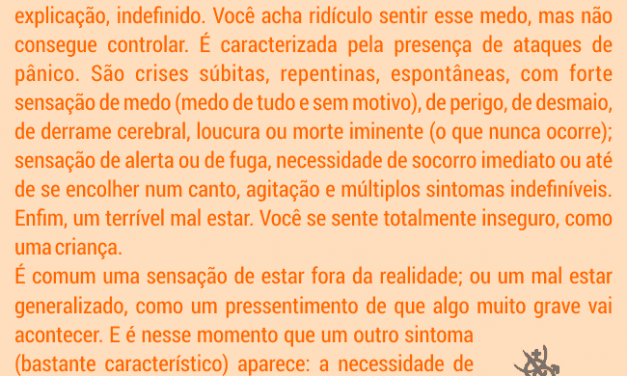 explicação, indefinido. Você acha ridículo sentir esse medo, mas não
consegue controlar. É caracterizada pela presença de ataques de
pânico. São crises súbitas, repentinas, espontâneas, com forte
sensação de medo (medo de tudo e sem motivo), de perigo, de desmaio,
de derrame cerebral, loucura ou morte iminente (o que nunca ocorre);
sensação de alerta ou de fuga, necessidade de socorro imediato ou até
de se encolher num canto, agitação e múltiplos sintomas indefiníveis.
Enfim, um terrível mal estar. Você se sente totalmente inseguro, como
uma criança.
É comum uma sensação de estar fora da realidade; ou um mal estar
generalizado, como um pressentimento de que algo muito grave vai
acontecer. E é nesse momento que um outro sintoma
(bastante característico) aparece: a necessidade de